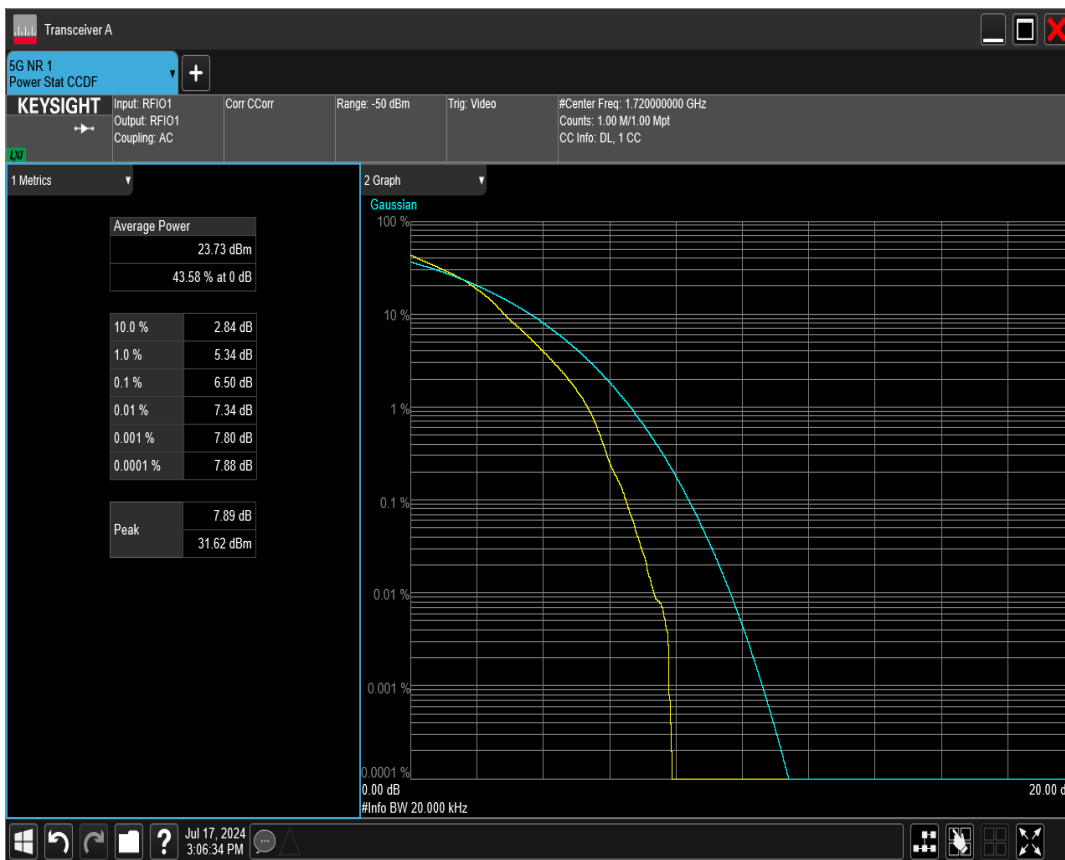 Transceiver A
5G NR 1
Power Stat CCDF
+
KEYSIGHT
LXI
Input: RFIO1
Output: RFIO1
Coupling: AC
Corr CCorr
Range: -50 dBm
Trig: Video
#Center Freq: 1.720000000 GHz
Counts: 1.00 M/1.00 Mpt
CC Info: DL, 1 CC
1 Metrics
Average Power
23.73 dBm
43.58 % at 0 dB
10.0 % 2.84 dB
1.0 % 5.34 dB
0.1 % 6.50 dB
0.01 % 7.34 dB
0.001 % 7.80 dB
0.0001 % 7.88 dB
Peak 7.89 dB
31.62 dBm
2 Graph
Gaussian
100 %
10 %
1 %
0.1 %
0.01 %
0.001 %
0.0001 %
0.00 dB 20.00 d
#Info BW 20.000 kHz
?
Jul 17, 2024
3:06:34 PM